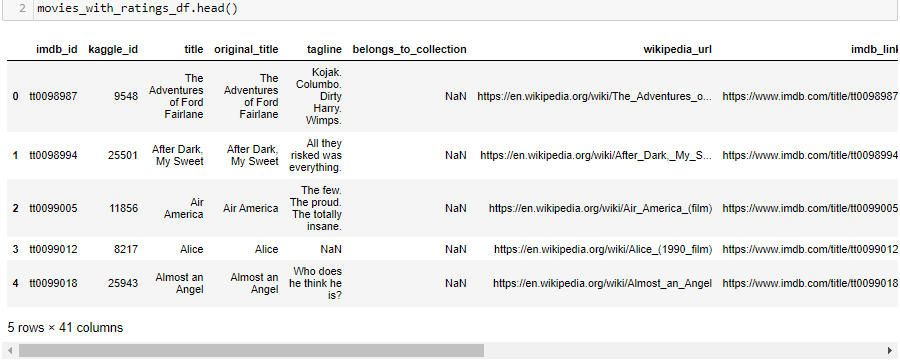 2 movies_with_ratings_df.head()
imdb_id kaggle_id title original_title tagline belongs_to_collection wikipedia_url imdb_link
0 tt0098987 9548 The Adventures of Ford Fairlane The Adventures of Ford Fairlane Kojak. Columbo. Dirty Harry. Wimps. NaN https://en.wikipedia.org/wiki/The_Adventures_o... https://www.imdb.com/title/tt0098987
1 tt0098994 25501 After Dark, My Sweet After Dark, My Sweet All they risked was everything. NaN https://en.wikipedia.org/wiki/After_Dark,_My_S... https://www.imdb.com/title/tt0098994
2 tt0099005 11856 Air America Air America The few. The proud. The totally insane. NaN https://en.wikipedia.org/wiki/Air_America_(film) https://www.imdb.com/title/tt0099005
3 tt0099012 8217 Alice Alice NaN NaN https://en.wikipedia.org/wiki/Alice_(1990_film) https://www.imdb.com/title/tt0099012
4 tt0099018 25943 Almost an Angel Almost an Angel Who does he think he is? NaN https://en.wikipedia.org/wiki/Almost_an_Angel https://www.imdb.com/title/tt0099018
5 rows × 41 columns